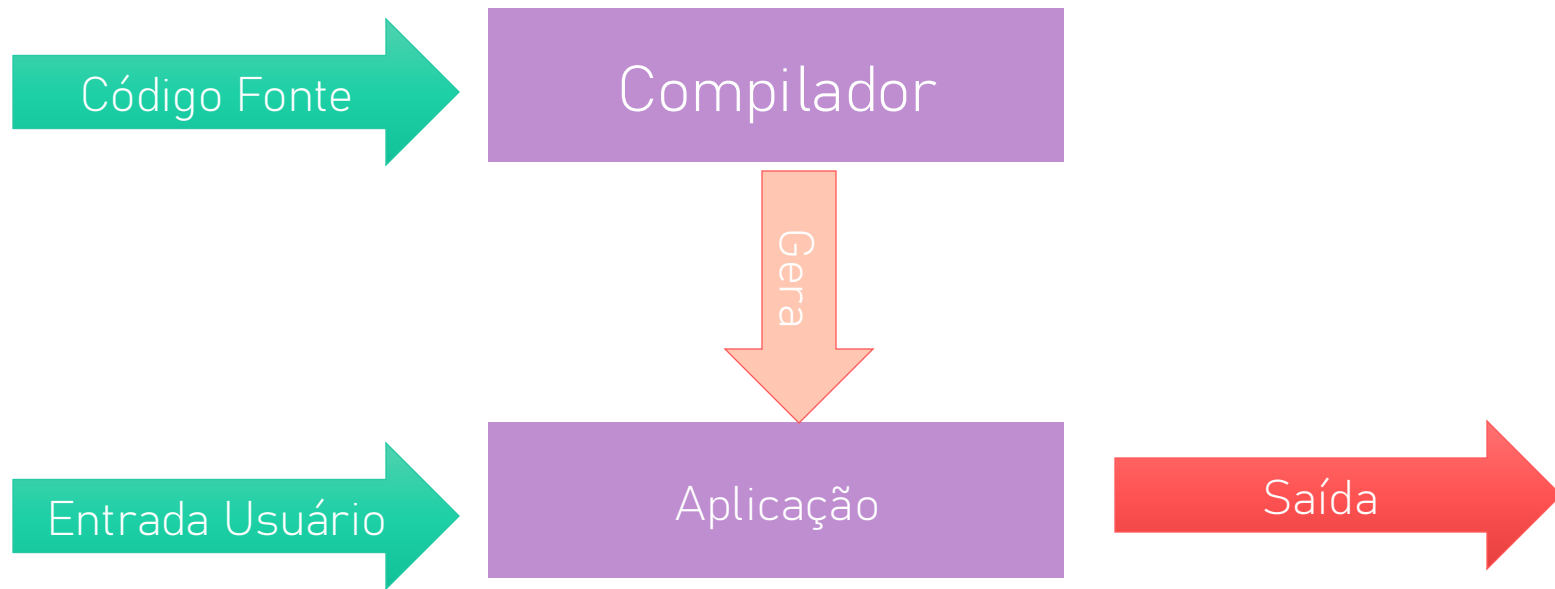 Código Fonte
Compilador
Gera
Entrada Usuário
Aplicação
Saída